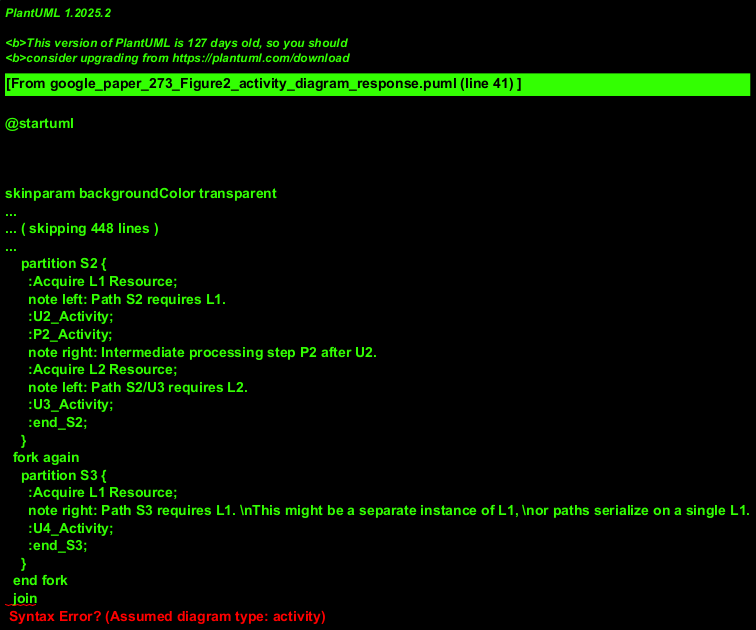 PlantUML 1.2025.2
<b>This version of PlantUML is 127 days old, so you should
<b>consider upgrading from https://plantuml.com/download
[From google_paper_273_Figure2_activity_diagram_response.puml (line 41) ]
@startuml
skinparam backgroundColor transparent
...
... ( skipping 448 lines )
...
partition S2 {
:Acquire L1 Resource;
note left: Path S2 requires L1.
:U2_Activity;
:P2_Activity;
note right: Intermediate processing step P2 after U2.
:Acquire L2 Resource;
note left: Path S2/U3 requires L2.
:U3_Activity;
:end_S2;
}
fork again
partition S3 {
:Acquire L1 Resource;
note right: Path S3 requires L1. \nThis might be a separate instance of L1, \nor paths serialize on a single L1.
:U4_Activity;
:end_S3;
}
end fork
join
Syntax Error? (Assumed diagram type: activity)